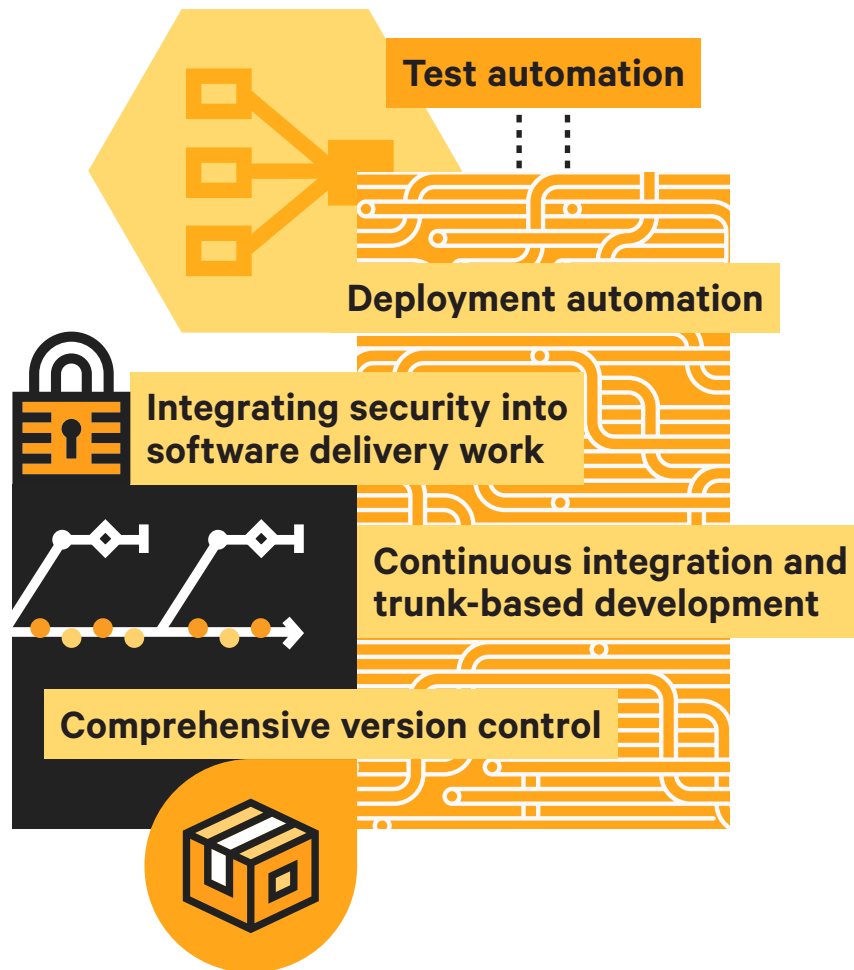 Test automation
Deployment automation
Integrating security into
software delivery work
Continuous integration and
trunk-based development
Comprehensive version control